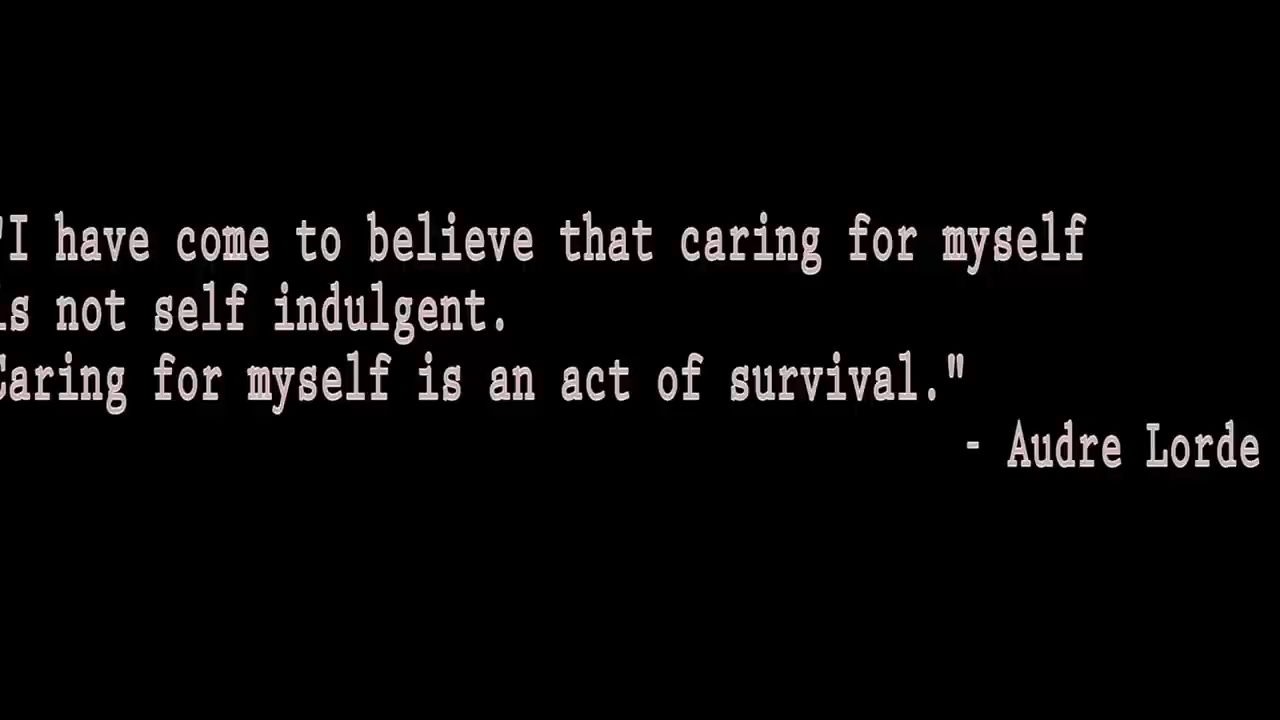 "I have come to believe that caring for myself
is not self indulgent.
Caring for myself is an act of survival."
- Audre Lorde